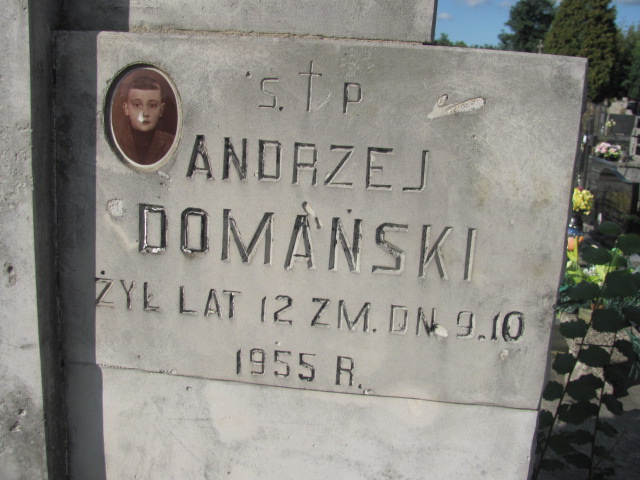 Ś. † P
ANDRZEJ
DOMAŃSKI
ŻYŁ LAT 12 ZM. DN. 9.10
1955 R.